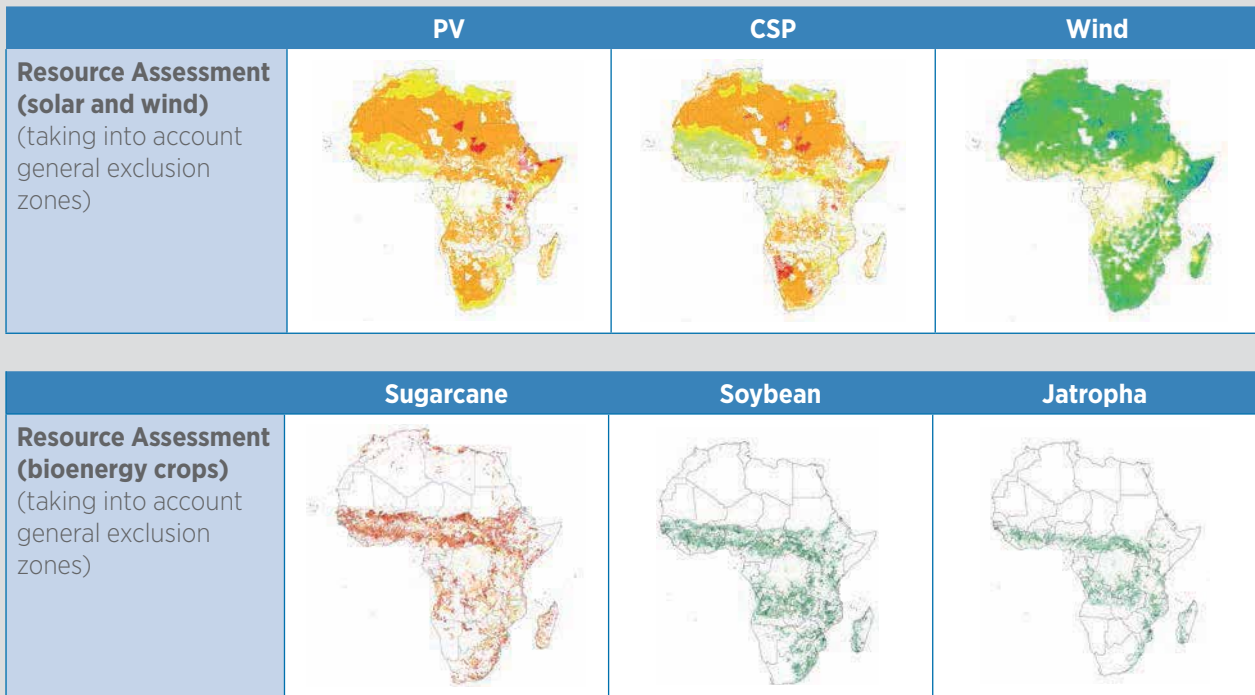 PV CSP Wind
Resource Assessment
(solar and wind)
(taking into account
general exclusion
zones)
Sugarcane Soybean Jatropha
Resource Assessment
(bioenergy crops)
(taking into account
general exclusion
zones)